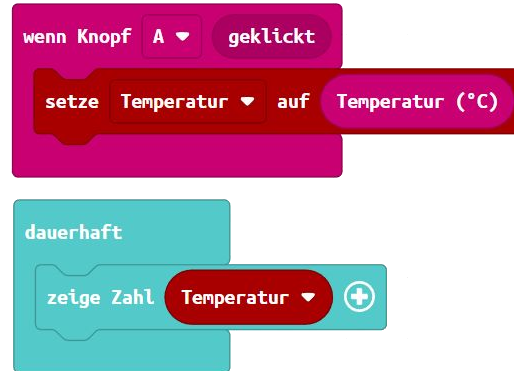 wenn Knopf A geklickt
setze Temperatur auf Temperatur (°C)
dauerhaft
zeige Zahl Temperatur